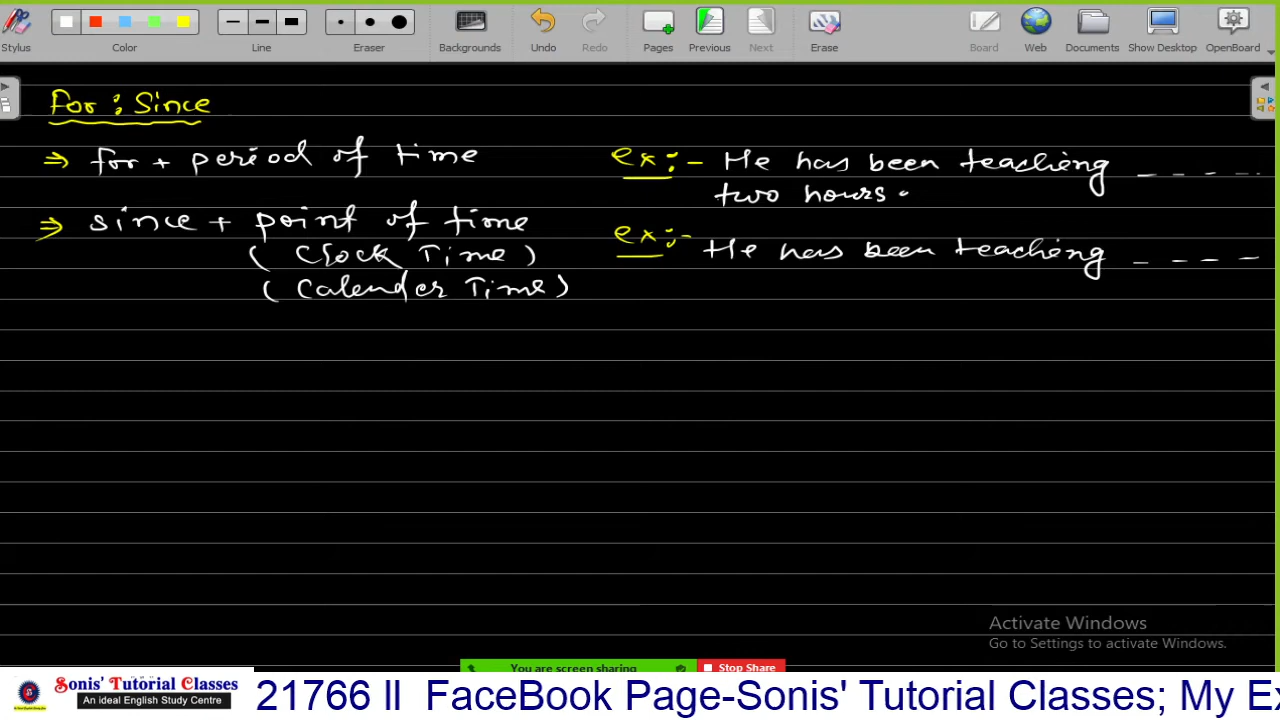 Stylus
Color
Line
Eraser
Backgrounds
Undo
Redo
Pages
Previous
Next
Erase
Board
Web
Documents
Show Desktop
OpenBoard
For : Since
⇒ for + period of time
⇒ since + point of time
( Clock Time )
( Calender Time )
ex :- He has been teaching _ _ _ _ _
two hours.
ex :- He has been teaching _ _ _ _
Activate Windows
Go to Settings to activate Windows.
You are screen sharing
Stop Share
Sonis' Tutorial Classes
An ideal English Study Centre
21766 ll FaceBook Page-Sonis' Tutorial Classes; My Ex